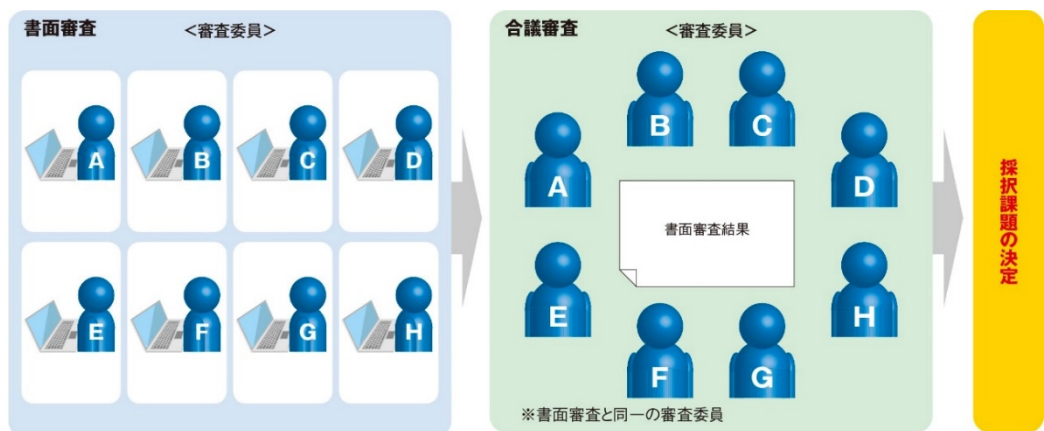 書面審査
<審査委員>
A
B
C
D
E
F
G
H
合議審査
<審査委員>
B
C
A
D
書面審査結果
E
H
F
G
※書面審査と同一の審査委員
採択課題の決定